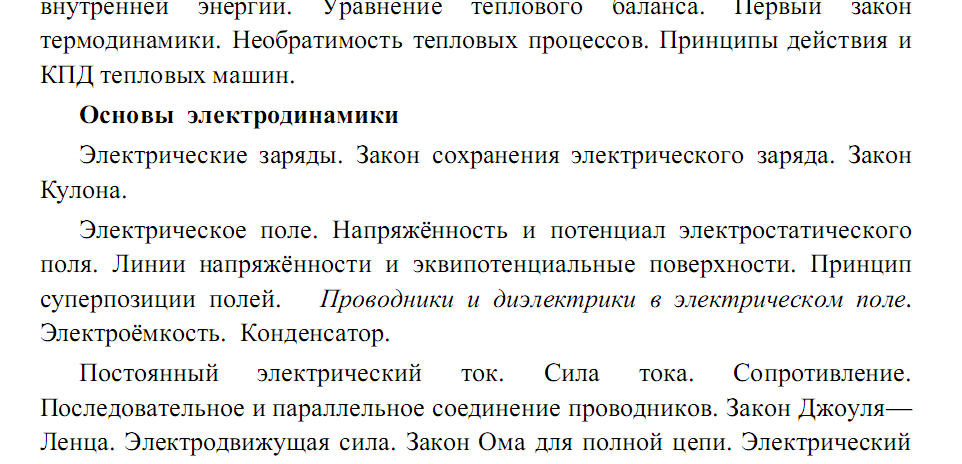 внутренней энергии. Уравнение теплового баланса. Первый закон
термодинамики. Необратимость тепловых процессов. Принципы действия и
КПД тепловых машин.
Основы электродинамики
Электрические заряды. Закон сохранения электрического заряда. Закон
Кулона.
Электрическое поле. Напряжённость и потенциал электростатического
поля. Линии напряжённости и эквипотенциальные поверхности. Принцип
суперпозиции полей. Проводники и диэлектрики в электрическом поле.
Электроёмкость. Конденсатор.
Постоянный электрический ток. Сила тока. Сопротивление.
Последовательное и параллельное соединение проводников. Закон Джоуля—
Ленца. Электродвижущая сила. Закон Ома для полной цепи. Электрический